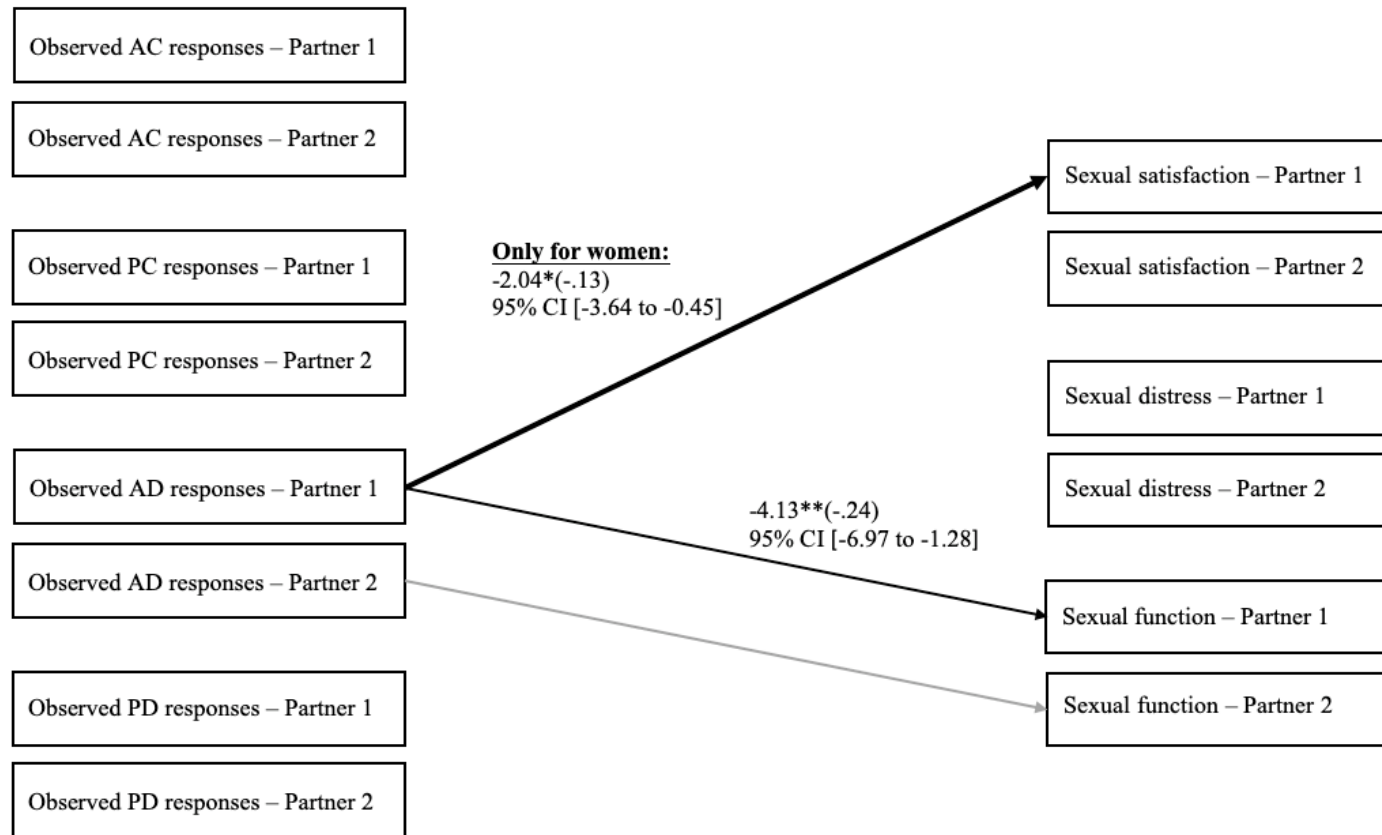 Observed AC responses – Partner 1
Observed AC responses – Partner 2
Observed PC responses – Partner 1
Observed PC responses – Partner 2
Observed AD responses – Partner 1
Observed AD responses – Partner 2
Observed PD responses – Partner 1
Observed PD responses – Partner 2
Only for women:
-2.04*(-.13)
95% CI [-3.64 to -0.45]
-4.13**(-.24)
95% CI [-6.97 to -1.28]
Sexual satisfaction – Partner 1
Sexual satisfaction – Partner 2
Sexual distress – Partner 1
Sexual distress – Partner 2
Sexual function – Partner 1
Sexual function – Partner 2